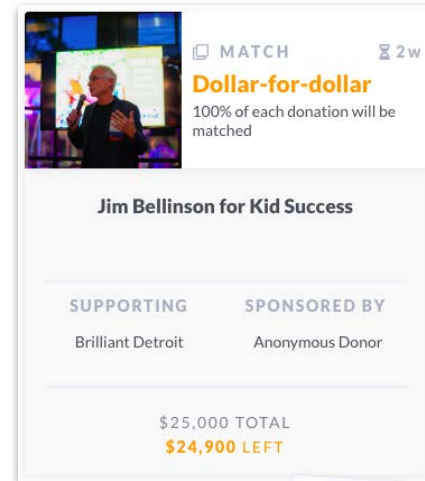 MATCH
2w
Dollar-for-dollar
100% of each donation will be
matched
Jim Bellinson for Kid Success
SUPPORTING
SPONSORED BY
Brilliant Detroit
Anonymous Donor
$25,000 TOTAL
$24,900 LEFT